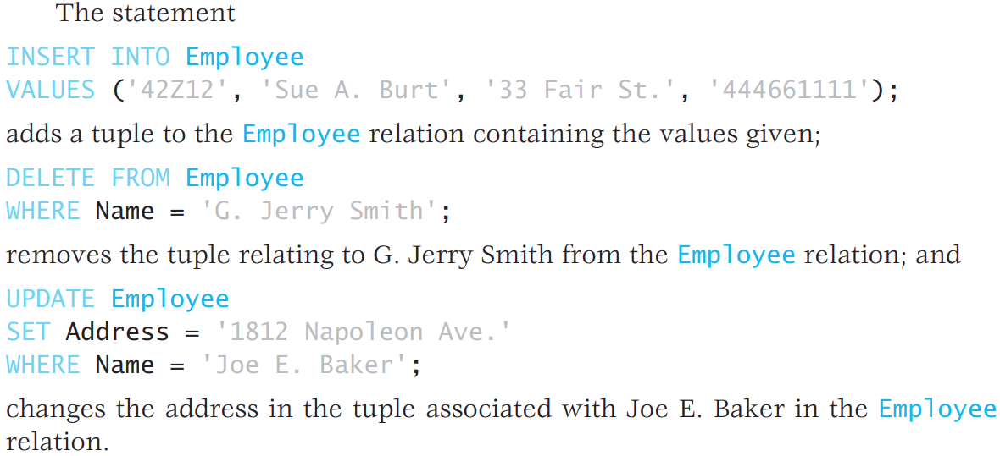 The statement
INSERT INTO Employee
VALUES ('42Z12', 'Sue A. Burt', '33 Fair St.', '444661111');
adds a tuple to the Employee relation containing the values given;
DELETE FROM Employee
WHERE Name = 'G. Jerry Smith';
removes the tuple relating to G. Jerry Smith from the Employee relation; and
UPDATE Employee
SET Address = '1812 Napoleon Ave.'
WHERE Name = 'Joe E. Baker';
changes the address in the tuple associated with Joe E. Baker in the Employee
relation.